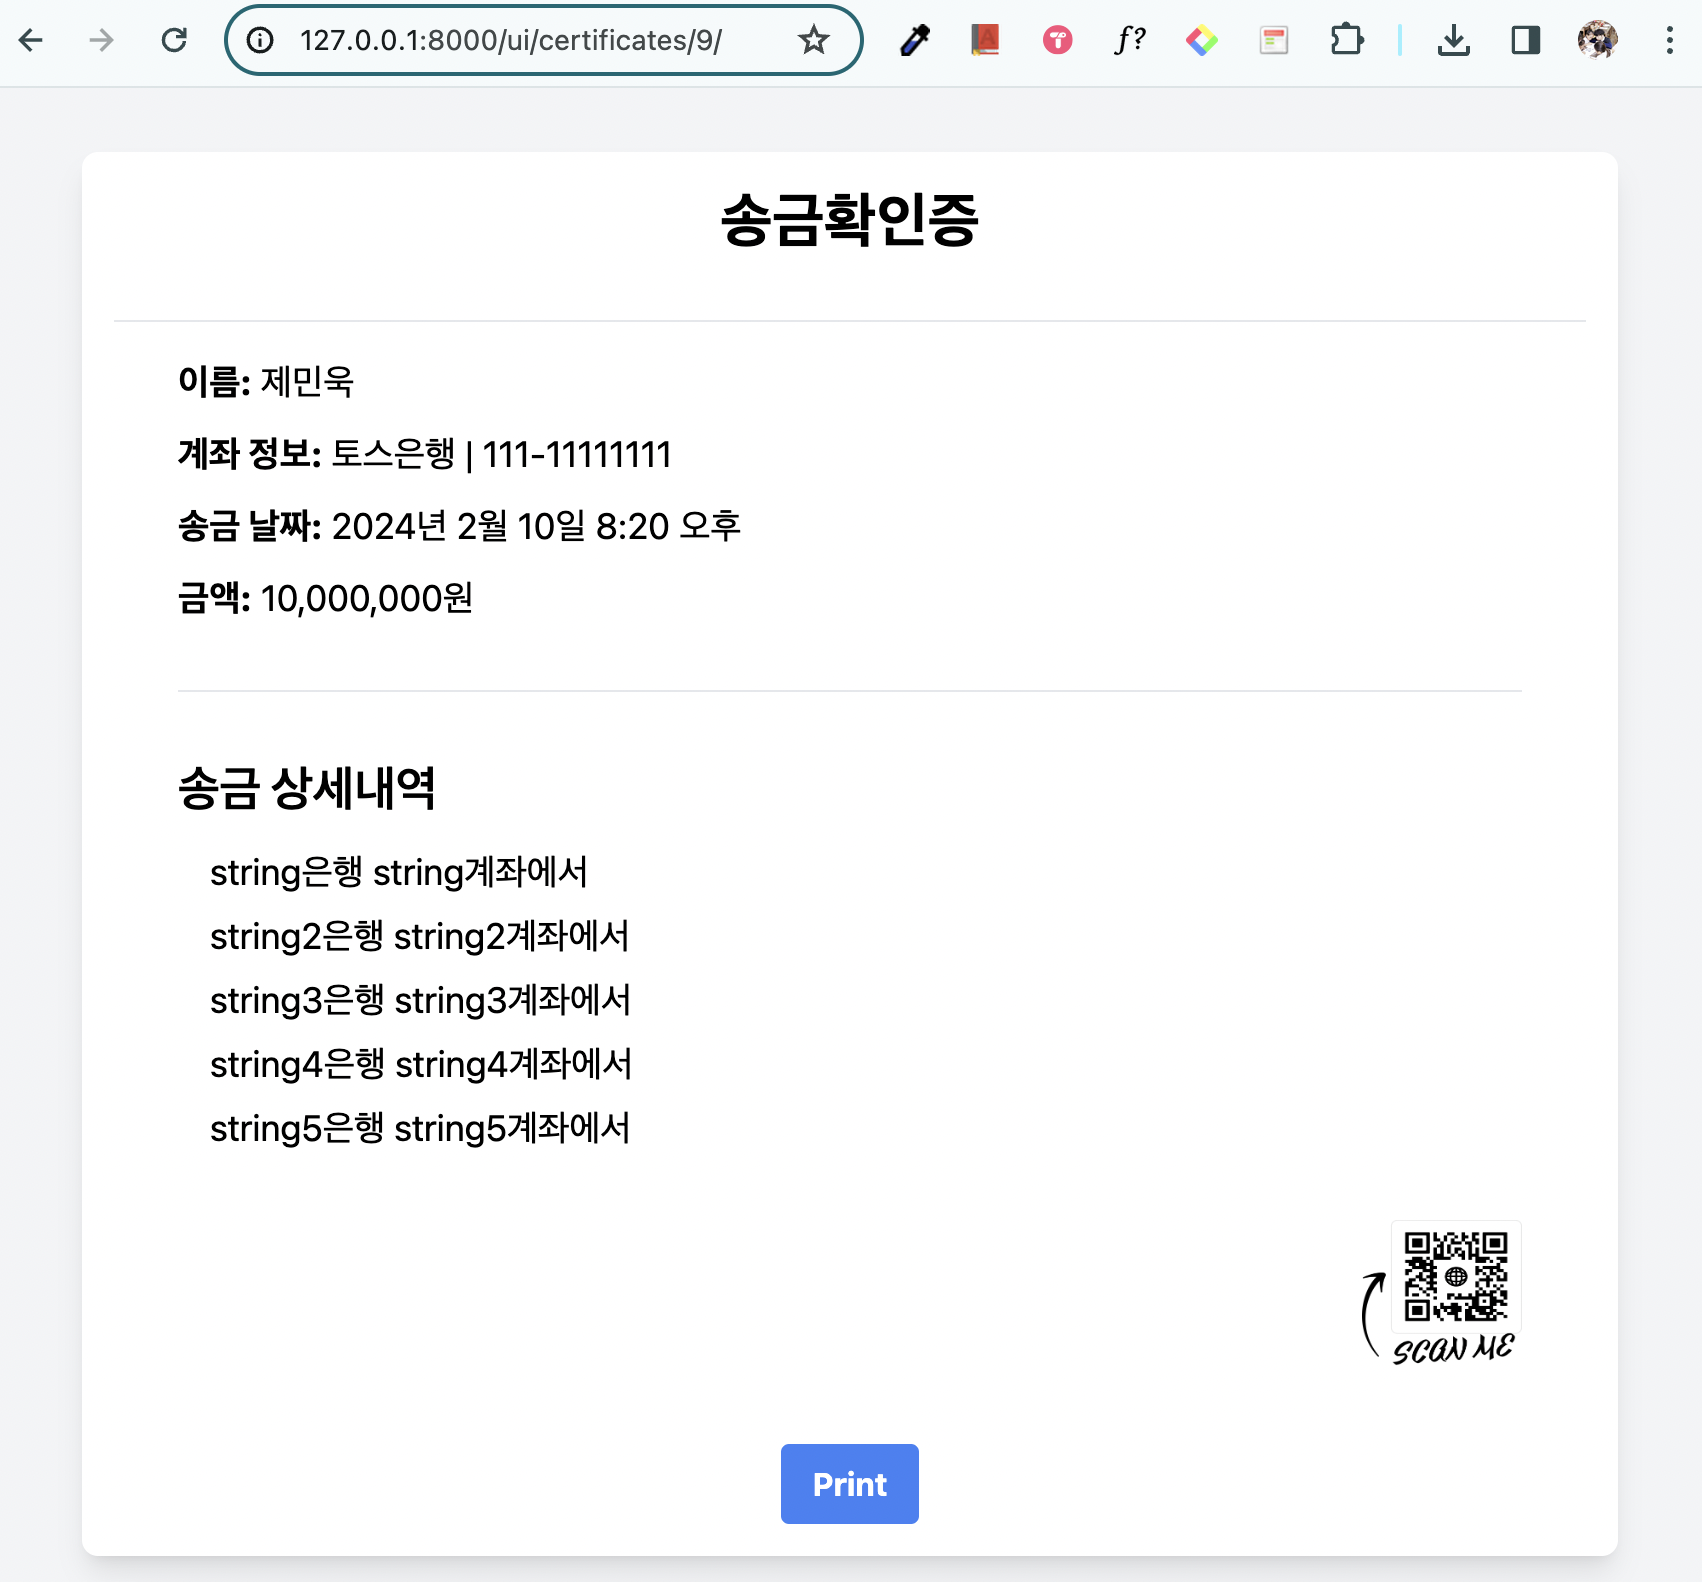 127.0.0.1:8000/ui/certificates/9/
f?
송금확인증
이름: 제민욱
계좌 정보: 토스은행 | 111-11111111
송금 날짜: 2024년 2월 10일 8:20 오후
금액: 10,000,000원
송금 상세내역
string은행 string계좌에서
string2은행 string2계좌에서
string3은행 string3계좌에서
string4은행 string4계좌에서
string5은행 string5계좌에서
SCAN ME
Print